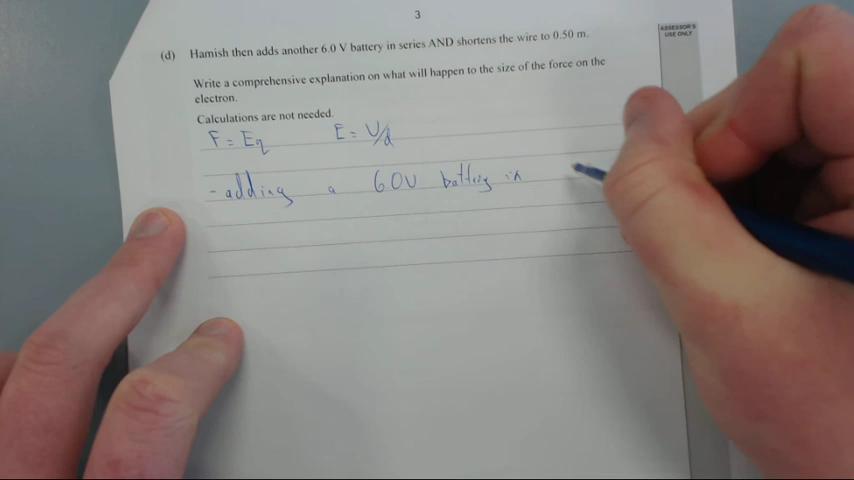 3
ASSESSOR'S
USE ONLY
(d) Hamish then adds another 6.0 V battery in series AND shortens the wire to 0.50 m.
Write a comprehensive explanation on what will happen to the size of the force on the
electron.
Calculations are not needed.
F = Eq E = V/d
- adding a 6.0V battery in